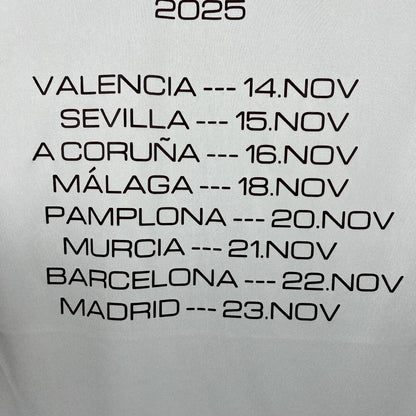 2025
VALENCIA --- 14.NOV
SEVILLA --- 15.NOV
A CORUÑA --- 16.NOV
MÁLAGA --- 18.NOV
PAMPLONA --- 20.NOV
MURCIA --- 21.NOV
BARCELONA --- 22.NOV
MADRID --- 23.NOV